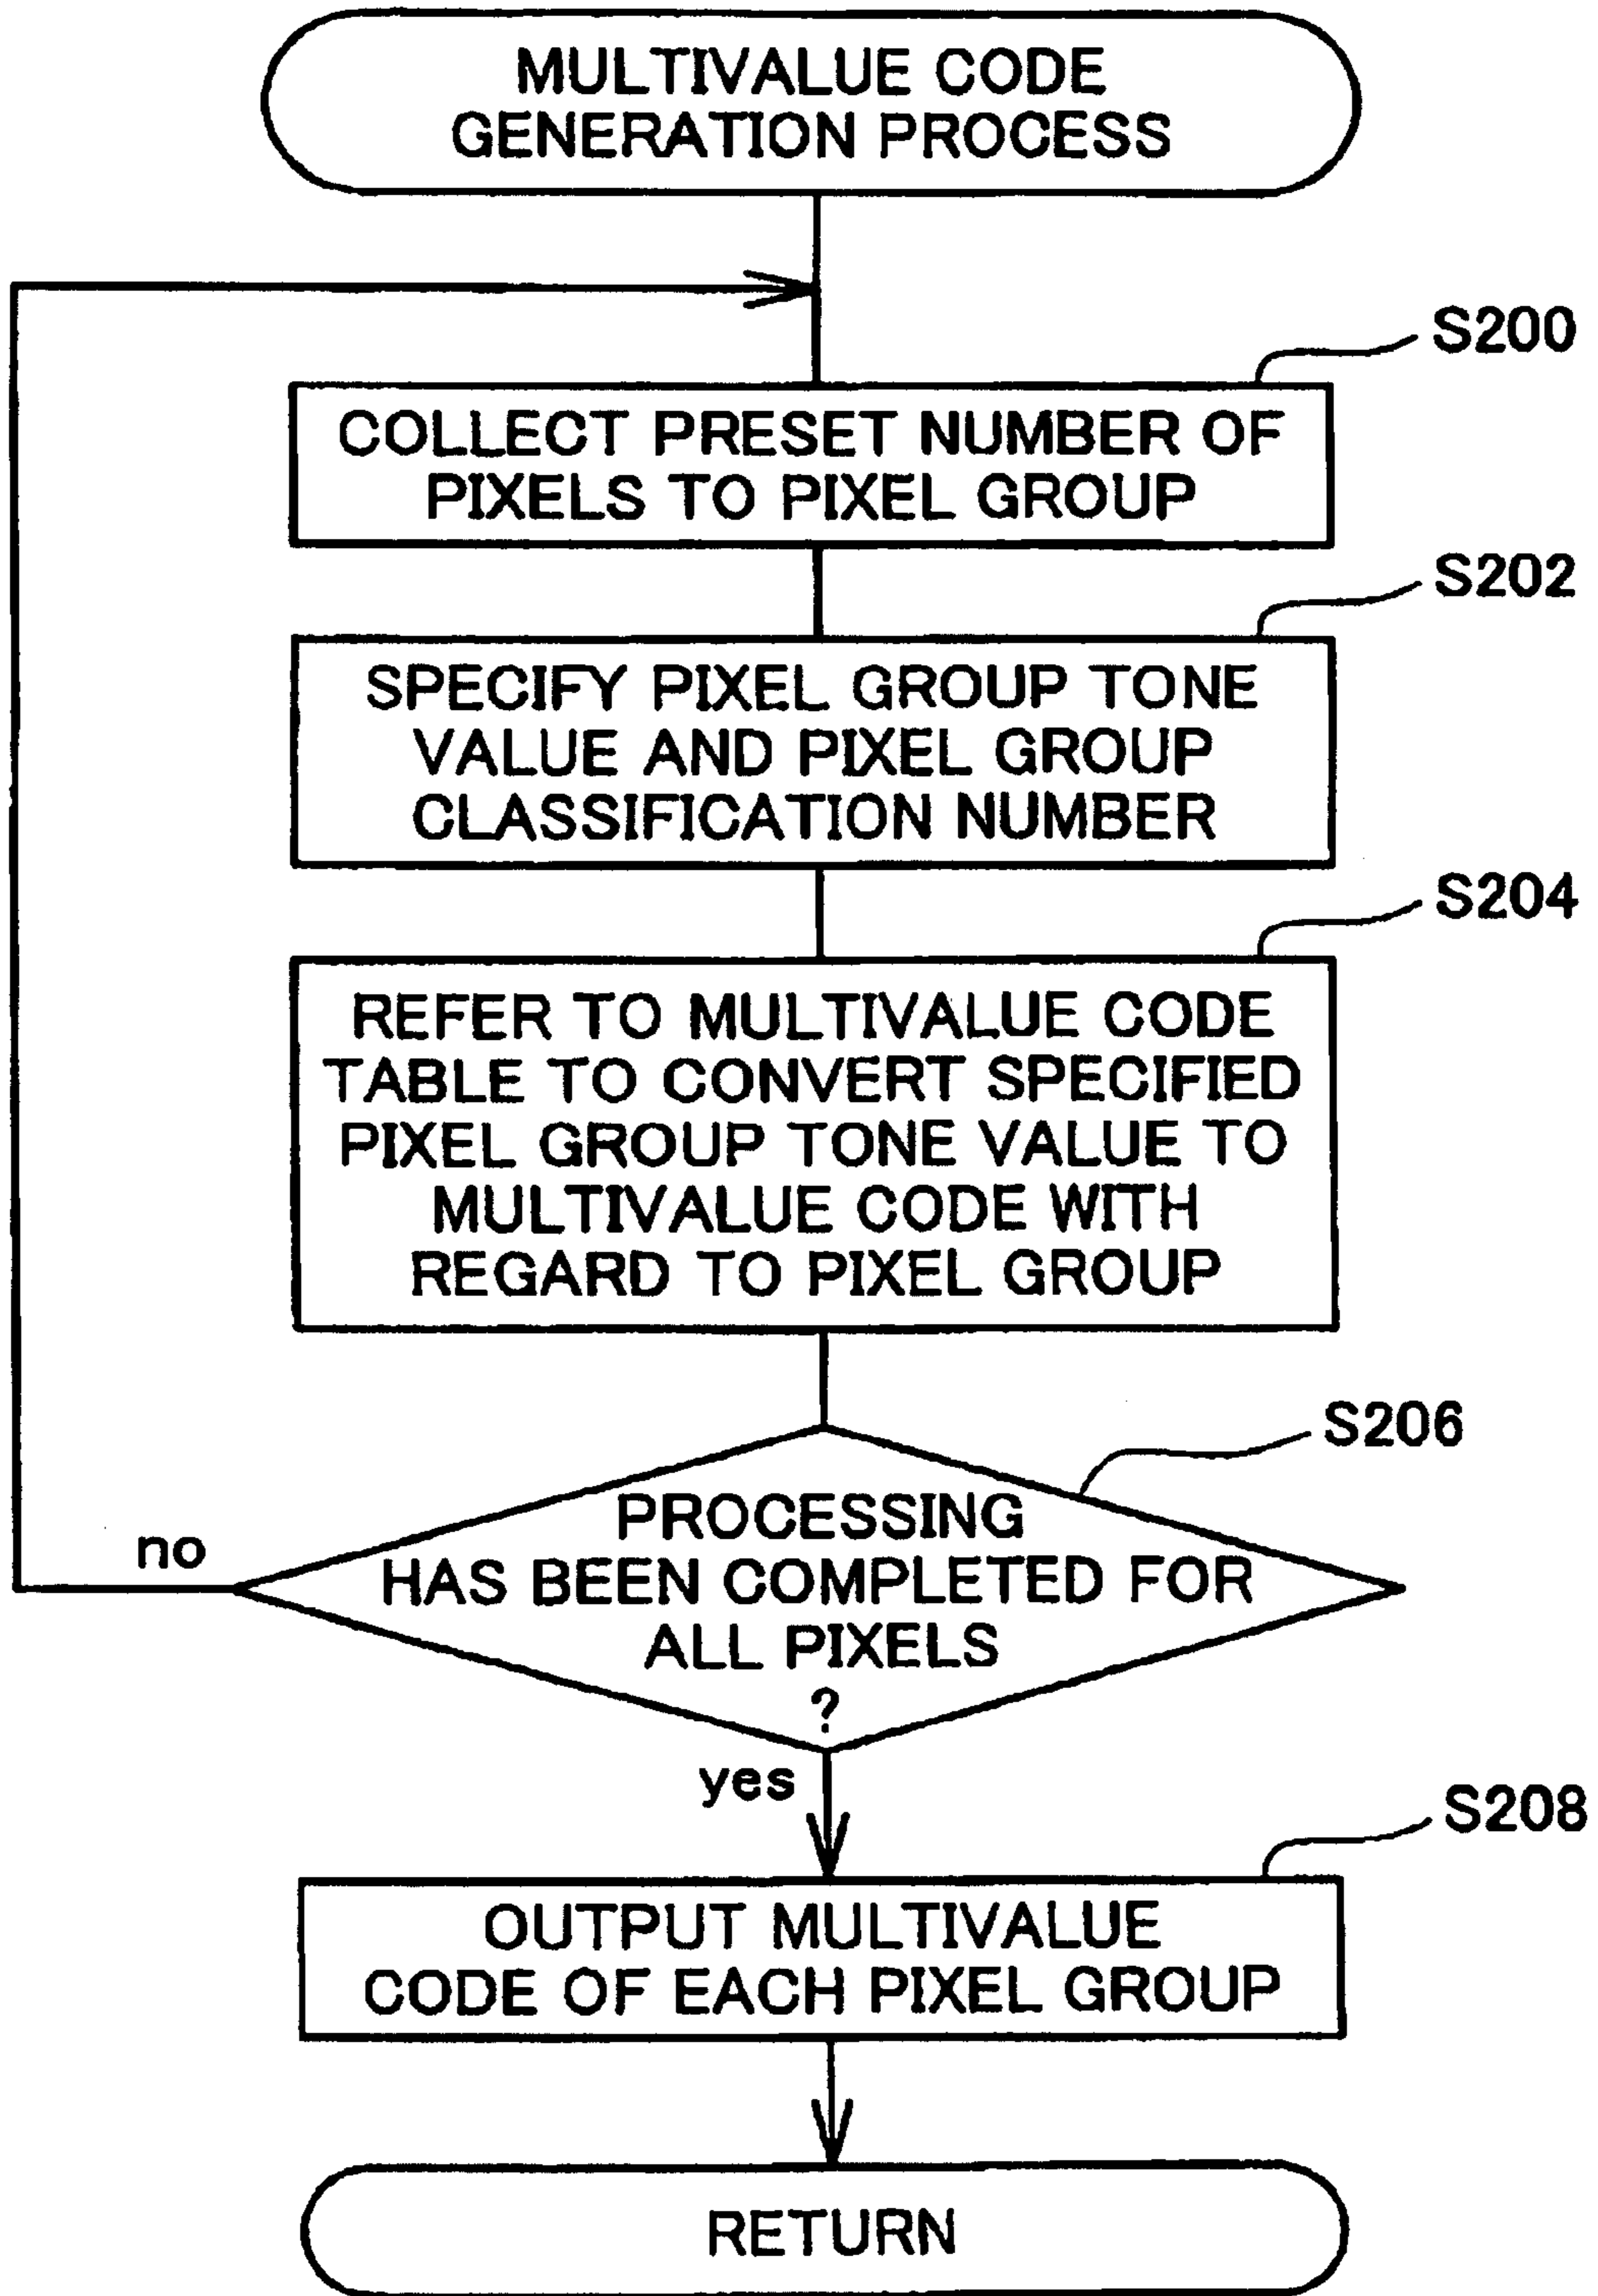 MULTIVALUE CODE
GENERATION PROCESS
S200
COLLECT PRESET NUMBER OF
PIXELS TO PIXEL GROUP
S202
SPECIFY PIXEL GROUP TONE
VALUE AND PIXEL GROUP
CLASSIFICATION NUMBER
S204
REFER TO MULTIVALUE CODE
TABLE TO CONVERT SPECIFIED
PIXEL GROUP TONE VALUE TO
MULTIVALUE CODE WITH
REGARD TO PIXEL GROUP
S206
PROCESSING
HAS BEEN COMPLETED FOR
ALL PIXELS
?
no
yes
S208
OUTPUT MULTIVALUE
CODE OF EACH PIXEL GROUP
RETURN